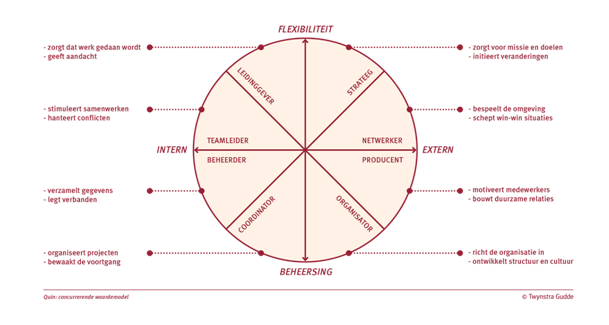 FLEXIBILITEIT
- zorgt dat werk gedaan wordt
- geeft aandacht
- zorgt voor missie en doelen
- initieert veranderingen
LEIDINGGEVER
STRATEEG
- stimuleert samenwerken
- hanteert conflicten
- bespeelt de omgeving
- schept win-win situaties
TEAMLEIDER
NETWERKER
INTERN
EXTERN
BEHEERDER
PRODUCENT
- verzamelt gegevens
- legt verbanden
- motiveert medewerkers
- bouwt duurzame relaties
COORDINATOR
ORGANISATOR
- organiseert projecten
- bewaakt de voortgang
- richt de organisatie in
- ontwikkelt structuur en cultuur
BEHEERSING
Quin: concurrerende waardemodel
© Twynstra Gudde